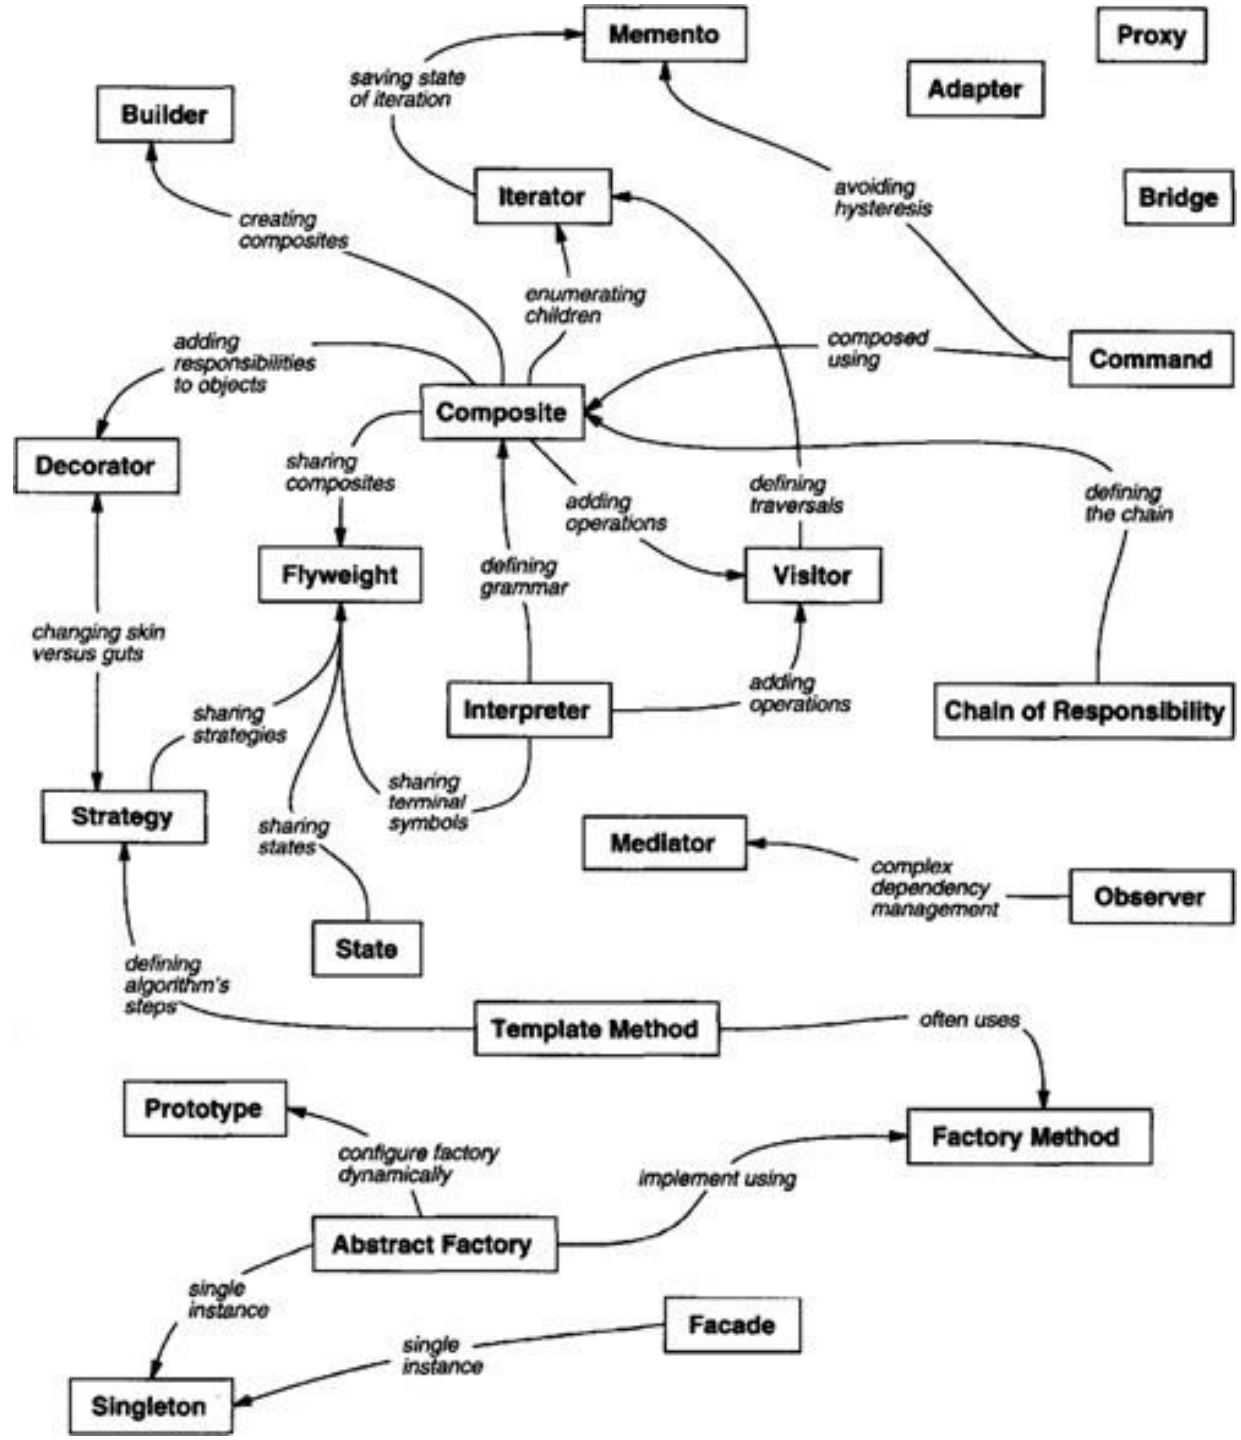 Memento
Proxy
saving state
of iteration
Adapter
Builder
Iterator
avoiding
hysteresis
Bridge
creating
composites
enumerating
children
adding
responsibilities
to objects
composed
using
Command
Composite
Decorator
sharing
composites
adding
operations
defining
traversals
defining
the chain
Flyweight
defining
grammar
Visitor
changing skin
versus guts
sharing
strategies
Interpreter
adding
operations
Chain of Responsibility
Strategy
sharing
states
sharing
terminal
symbols
Mediator
complex
dependency
management
Observer
State
defining
algorithm's
steps
Template Method
often uses
Prototype
configure factory
dynamically
implement using
Factory Method
Abstract Factory
single
instance
Facade
single
instance
Singleton